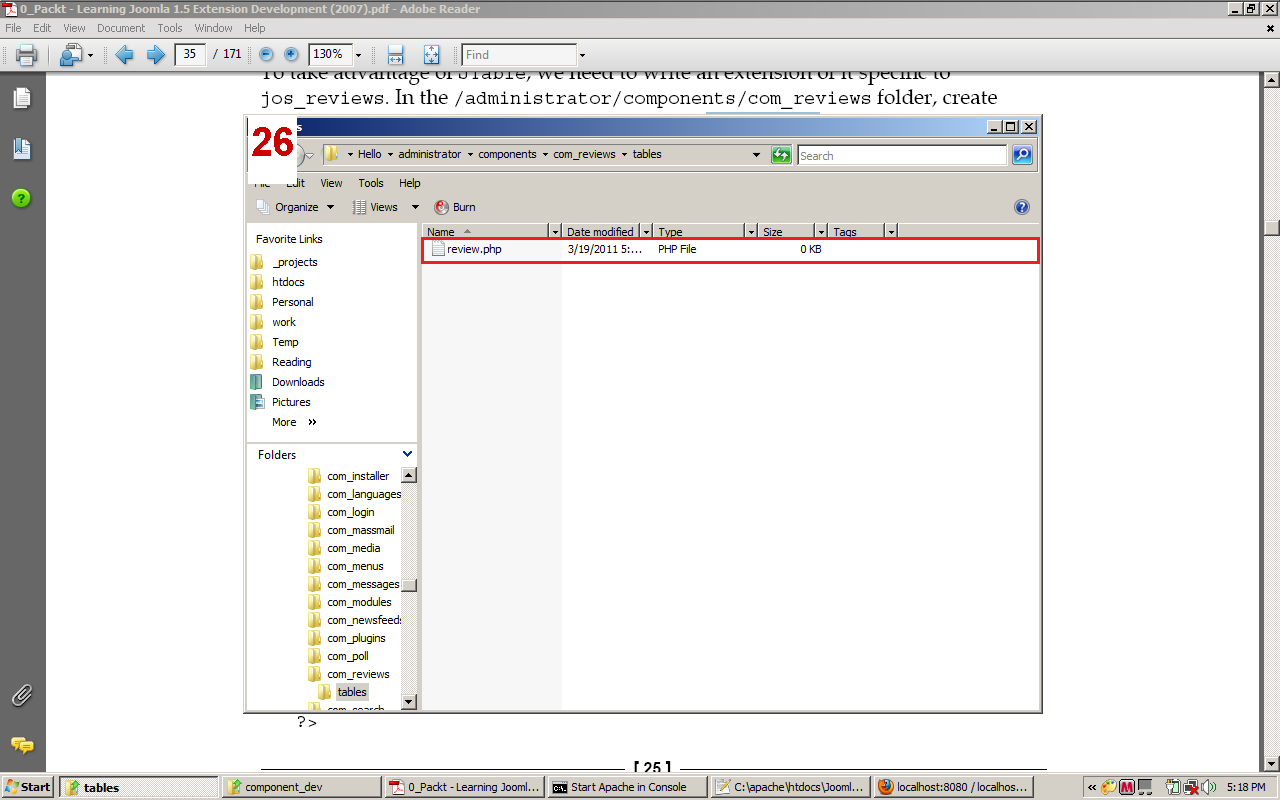 0_Packt - Learning Joomla 1.5 Extension Development (2007).pdf - Adobe Reader
File Edit View Document Tools Window Help
35 / 171 130% Find
To take advantage of JTable, we need to write an extension of it specific to
jos_reviews. In the /administrator/components/com_reviews folder, create
26
Hello administrator components com_reviews tables Search
File Edit View Tools Help
Organize Views Burn
Name Date modified Type Size Tags
review.php 3/19/2011 5:... PHP File 0 KB
Favorite Links
_projects
htdocs
Personal
work
Temp
Reading
Downloads
Pictures
More »
Folders
com_installer
com_languages
com_login
com_massmail
com_media
com_menus
com_messages
com_modules
com_newsfeeds
com_plugins
com_poll
com_reviews
tables
com_search
?>
[ 25 ]
Start tables component_dev 0_Packt - Learning Jooml... Start Apache in Console C:\apache\htdocs\Jooml... localhost:8080 / localhos... « 5:18 PM